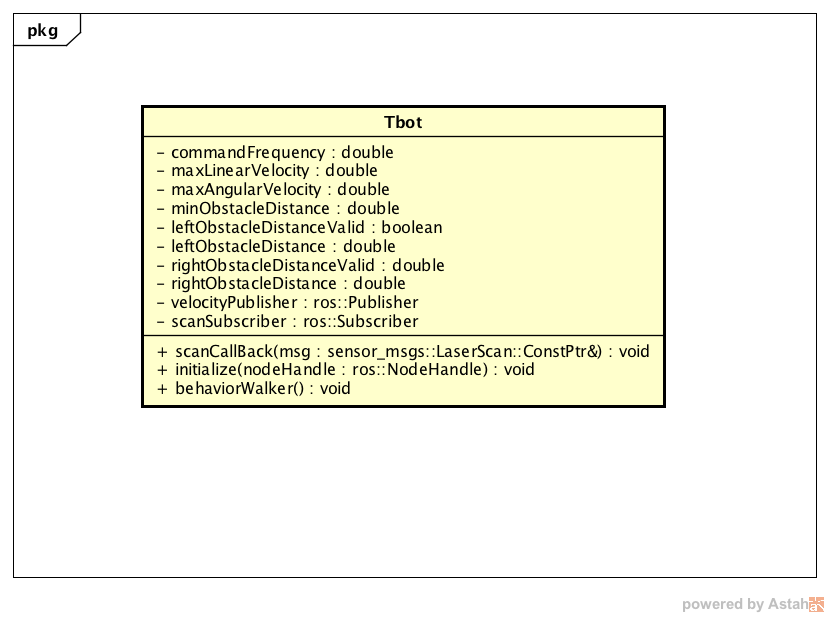 pkg
Tbot
- commandFrequency : double
- maxLinearVelocity : double
- maxAngularVelocity : double
- minObstacleDistance : double
- leftObstacleDistanceValid : boolean
- leftObstacleDistance : double
- rightObstacleDistanceValid : double
- rightObstacleDistance : double
- velocityPublisher : ros::Publisher
- scanSubscriber : ros::Subscriber
+ scanCallBack(msg : sensor_msgs::LaserScan::ConstPtr&) : void
+ initialize(nodeHandle : ros::NodeHandle) : void
+ behaviorWalker() : void
powered by Astah